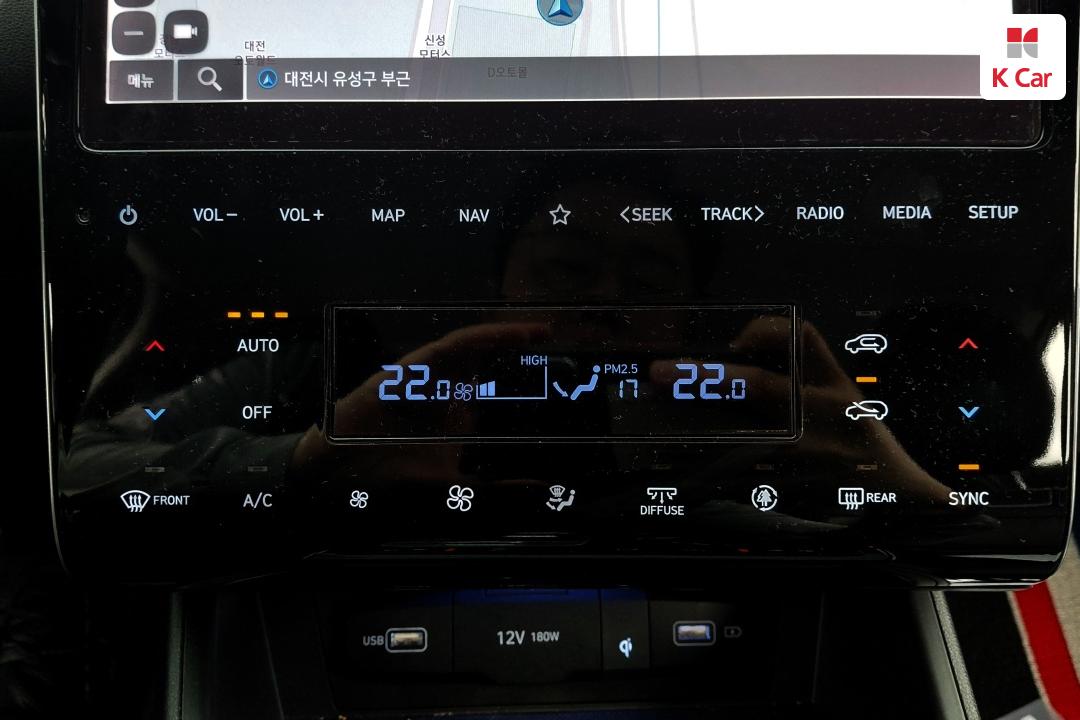 대전
오토월드
신성
모터스
D오토몰
메뉴
대전시 유성구 부근
K Car
VOL－ VOL＋ MAP NAV SEEK TRACK RADIO MEDIA SETUP
AUTO
OFF
22.0 HIGH PM2.5 17 22.0
FRONT A/C DIFFUSE REAR SYNC
USB 12V 180W